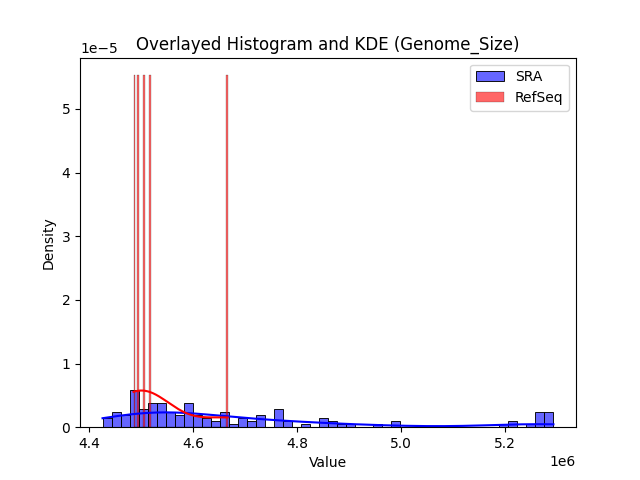 Overlayed Histogram and KDE (Genome_Size)
1e−5
SRA
RefSeq
5
4
3
2
1
0
Density
4.4
4.6
4.8
5.0
5.2
1e6
Value